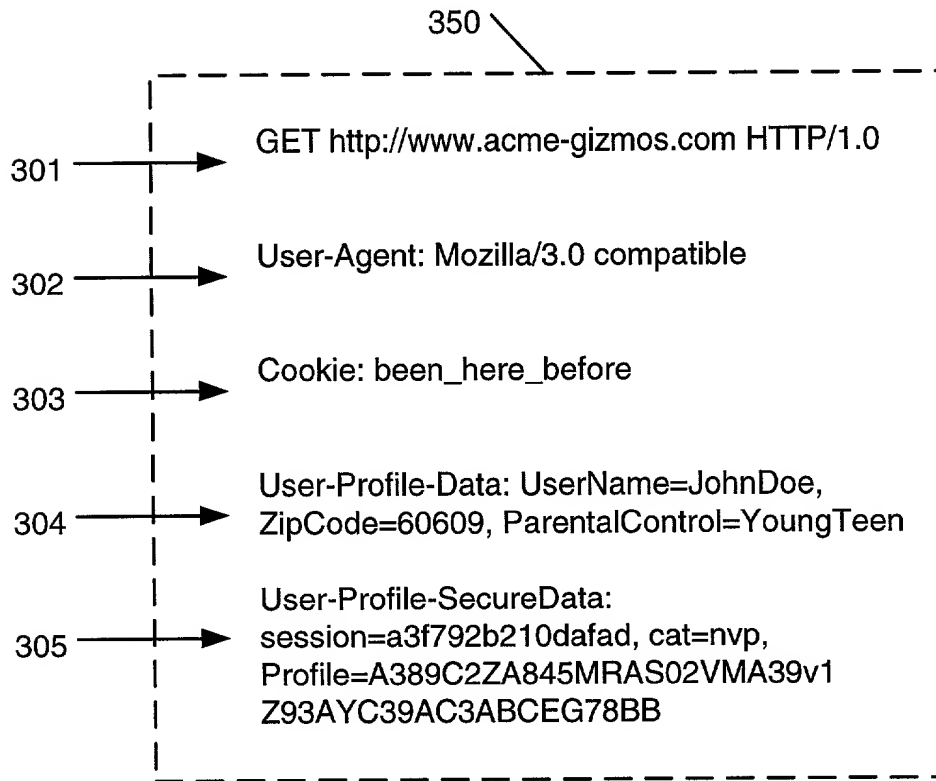 350
301
GET http://www.acme-gizmos.com HTTP/1.0
302
User-Agent: Mozilla/3.0 compatible
303
Cookie: been_here_before
304
User-Profile-Data: UserName=JohnDoe,
ZipCode=60609, ParentalControl=YoungTeen
305
User-Profile-SecureData:
session=a3f792b210dafad, cat=nvp,
Profile=A389C2ZA845MRAS02VMA39v1
Z93AYC39AC3ABCEG78BB